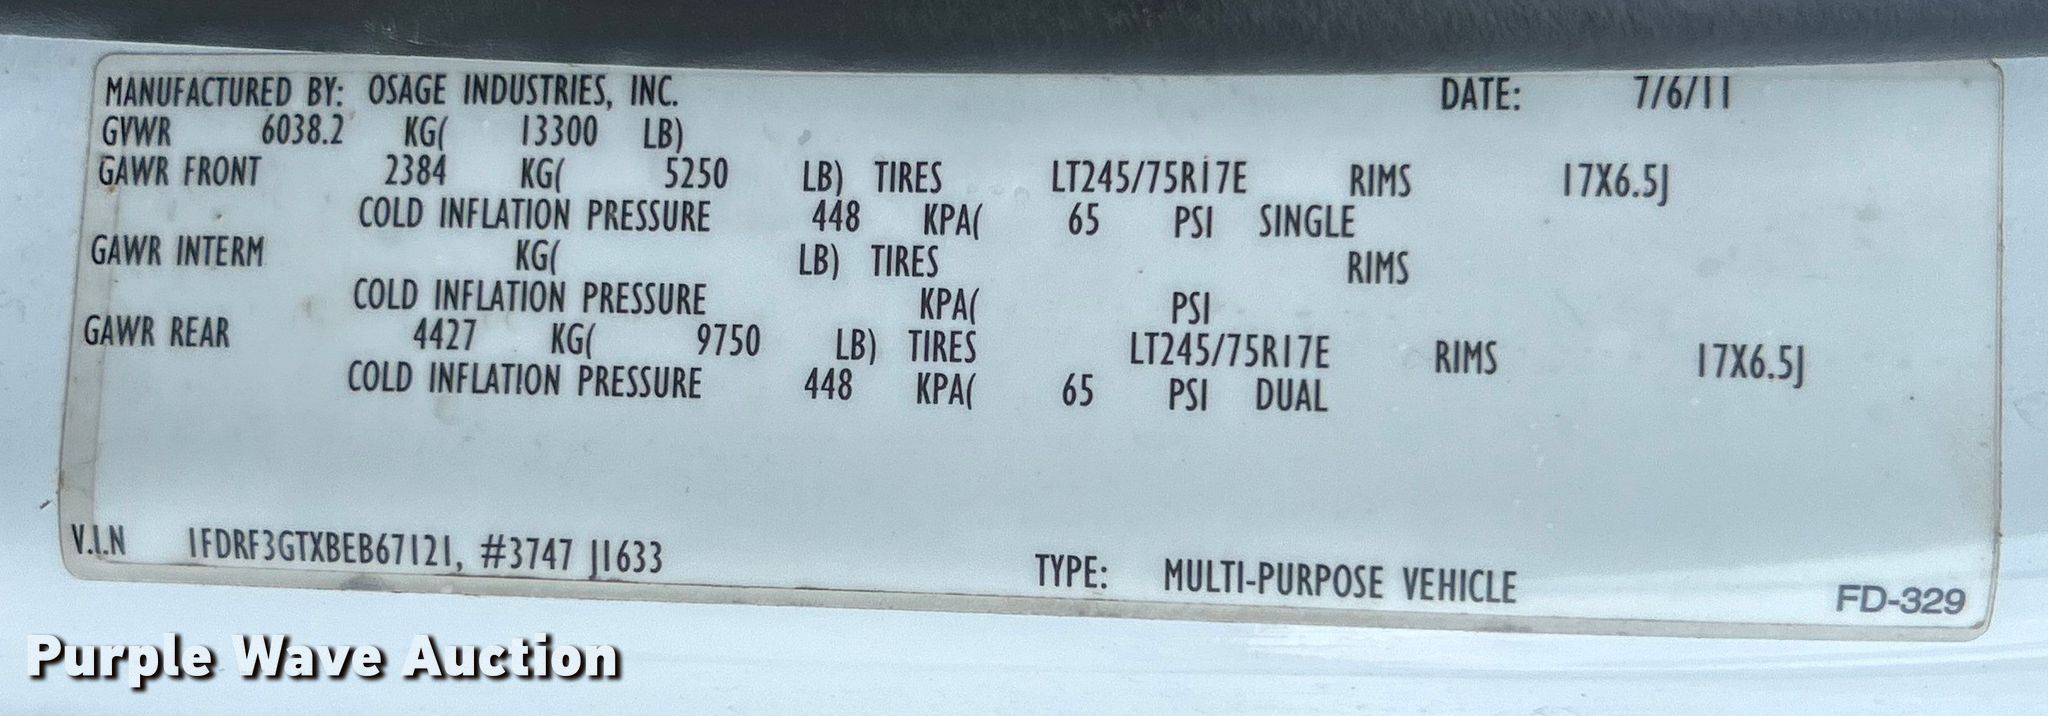 MANUFACTURED BY: OSAGE INDUSTRIES, INC. DATE: 7/6/11
GVWR 6038.2 KG( 13300 LB)
GAWR FRONT 2384 KG( 5250 LB) TIRES LT245/75R17E RIMS 17X6.5J
COLD INFLATION PRESSURE 448 KPA( 65 PSI SINGLE
GAWR INTERM KG( LB) TIRES RIMS
COLD INFLATION PRESSURE KPA( PSI
GAWR REAR 4427 KG( 9750 LB) TIRES LT245/75R17E RIMS 17X6.5J
COLD INFLATION PRESSURE 448 KPA( 65 PSI DUAL
V.I.N 1FDRF3GTXBEB67121, #3747 J1633 TYPE: MULTI-PURPOSE VEHICLE FD-329
Purple Wave Auction